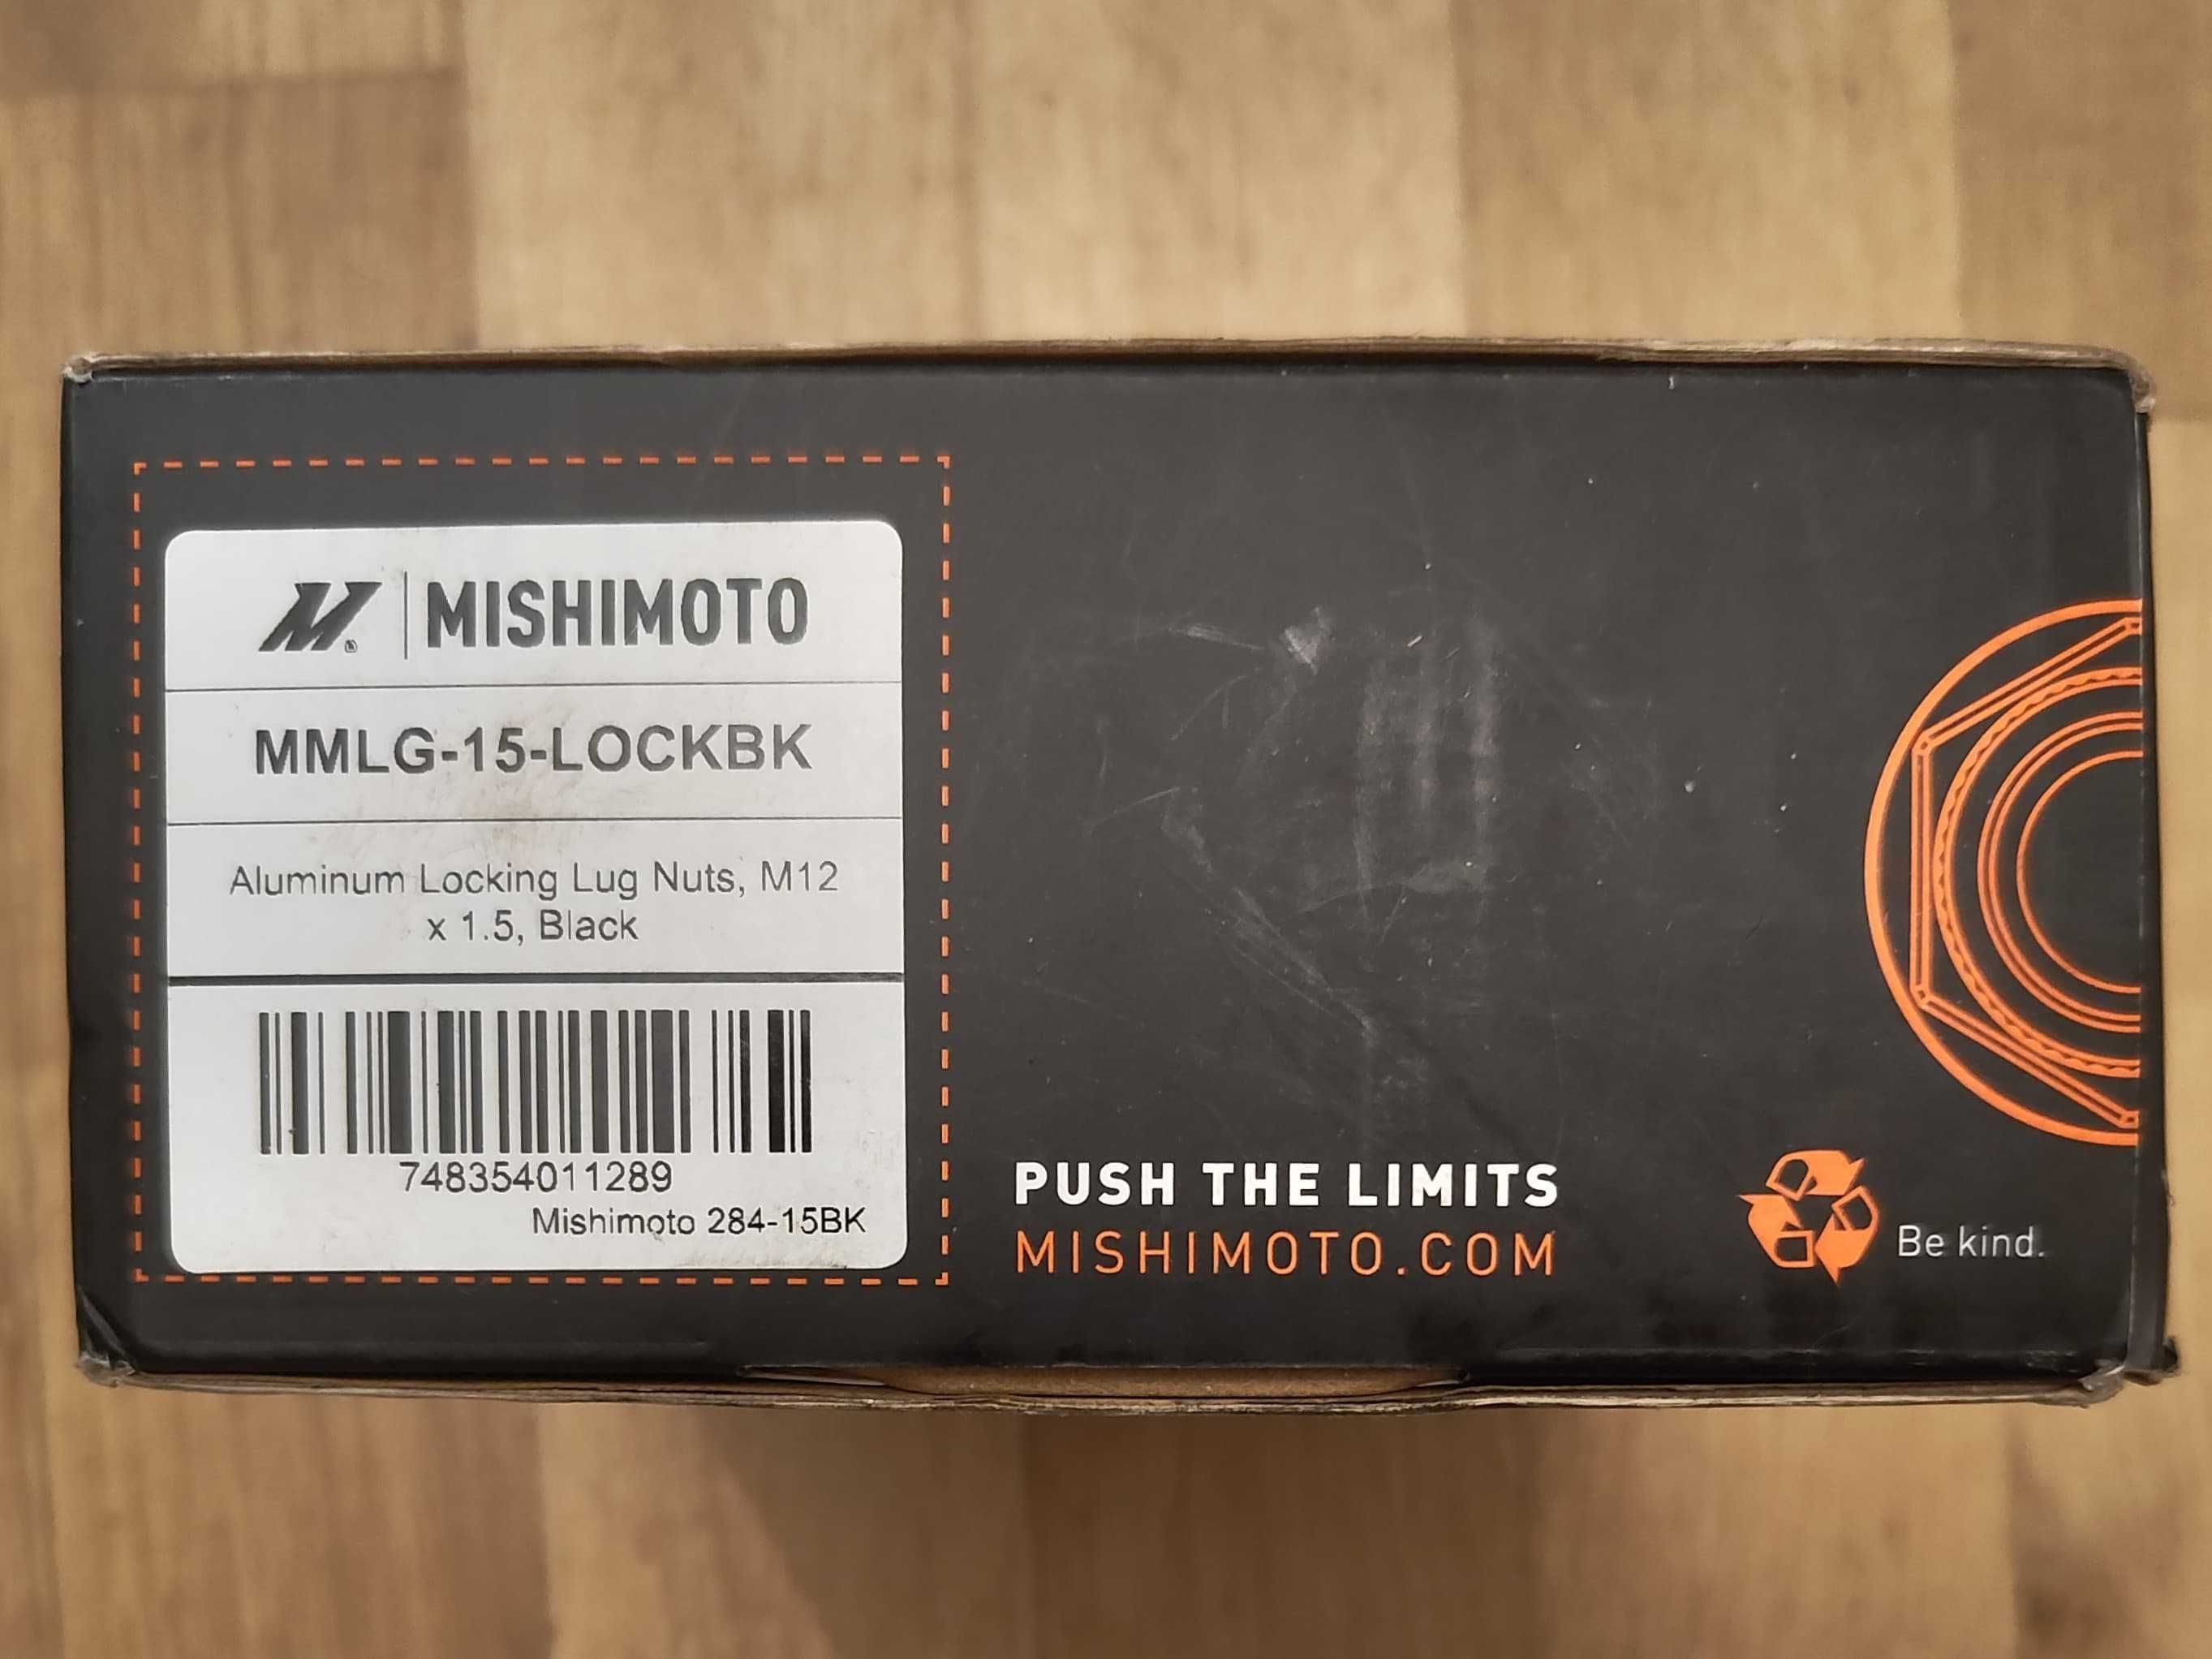 MISHIMOTO
MMLG-15-LOCKBK
Aluminum Locking Lug Nuts, M12
x 1.5, Black
748354011289
Mishimoto 284-15BK
PUSH THE LIMITS
MISHIMOTO.COM
Be kind.